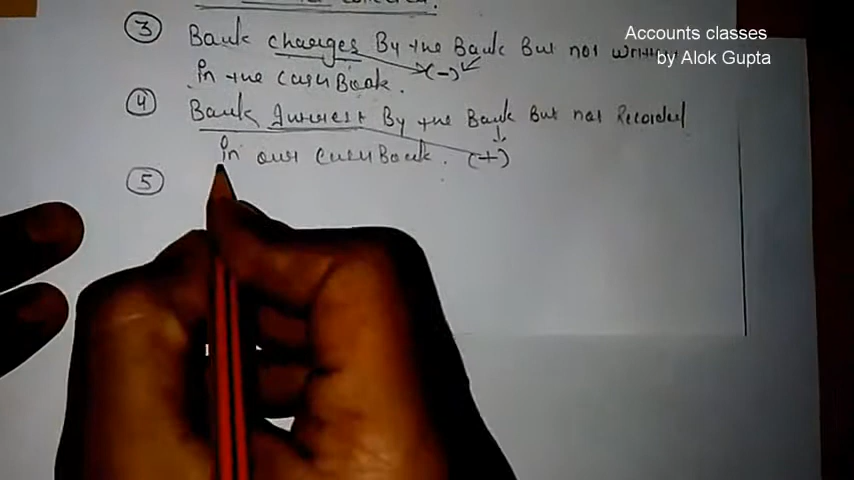 Accounts classes
by Alok Gupta
③ Bank charges By the Bank But not
in the cash Book. (-)
④ Bank Interest By the Bank But not Recorded
in our cash Book. (+)
⑤